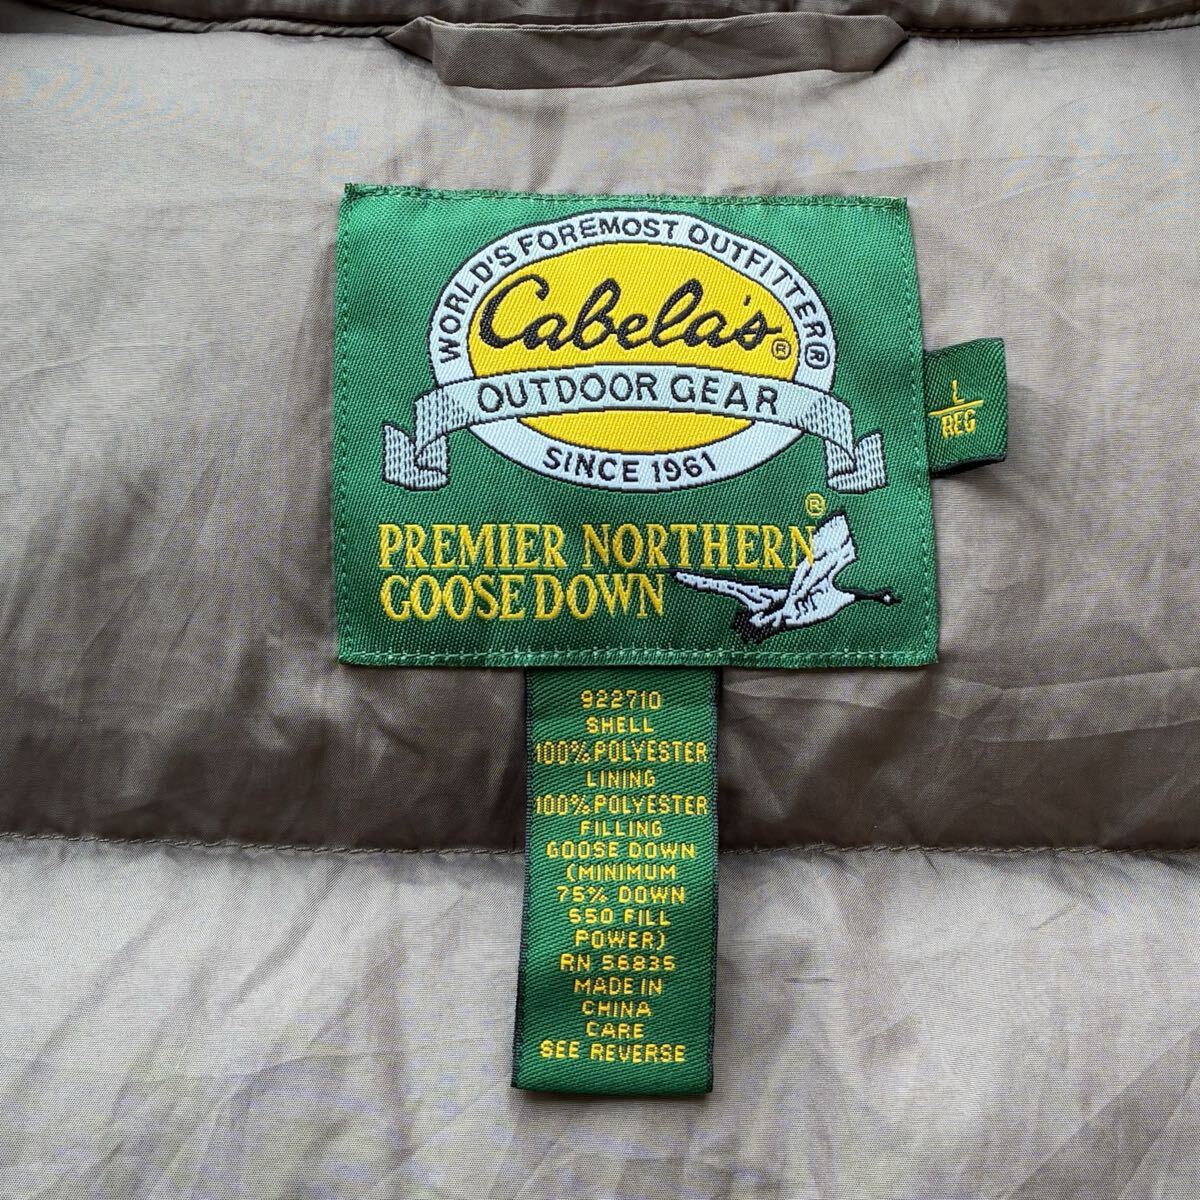 WORLD'S FOREMOST OUTFITTER®
Cabela's®
OUTDOOR GEAR
SINCE 1961
PREMIER NORTHERN®
GOOSE DOWN
L
REG
922710
SHELL
100% POLYESTER
LINING
100% POLYESTER
FILLING
GOOSE DOWN
(MINIMUM
75% DOWN
550 FILL
POWER)
RN 56835
MADE IN
CHINA
CARE
SEE REVERSE